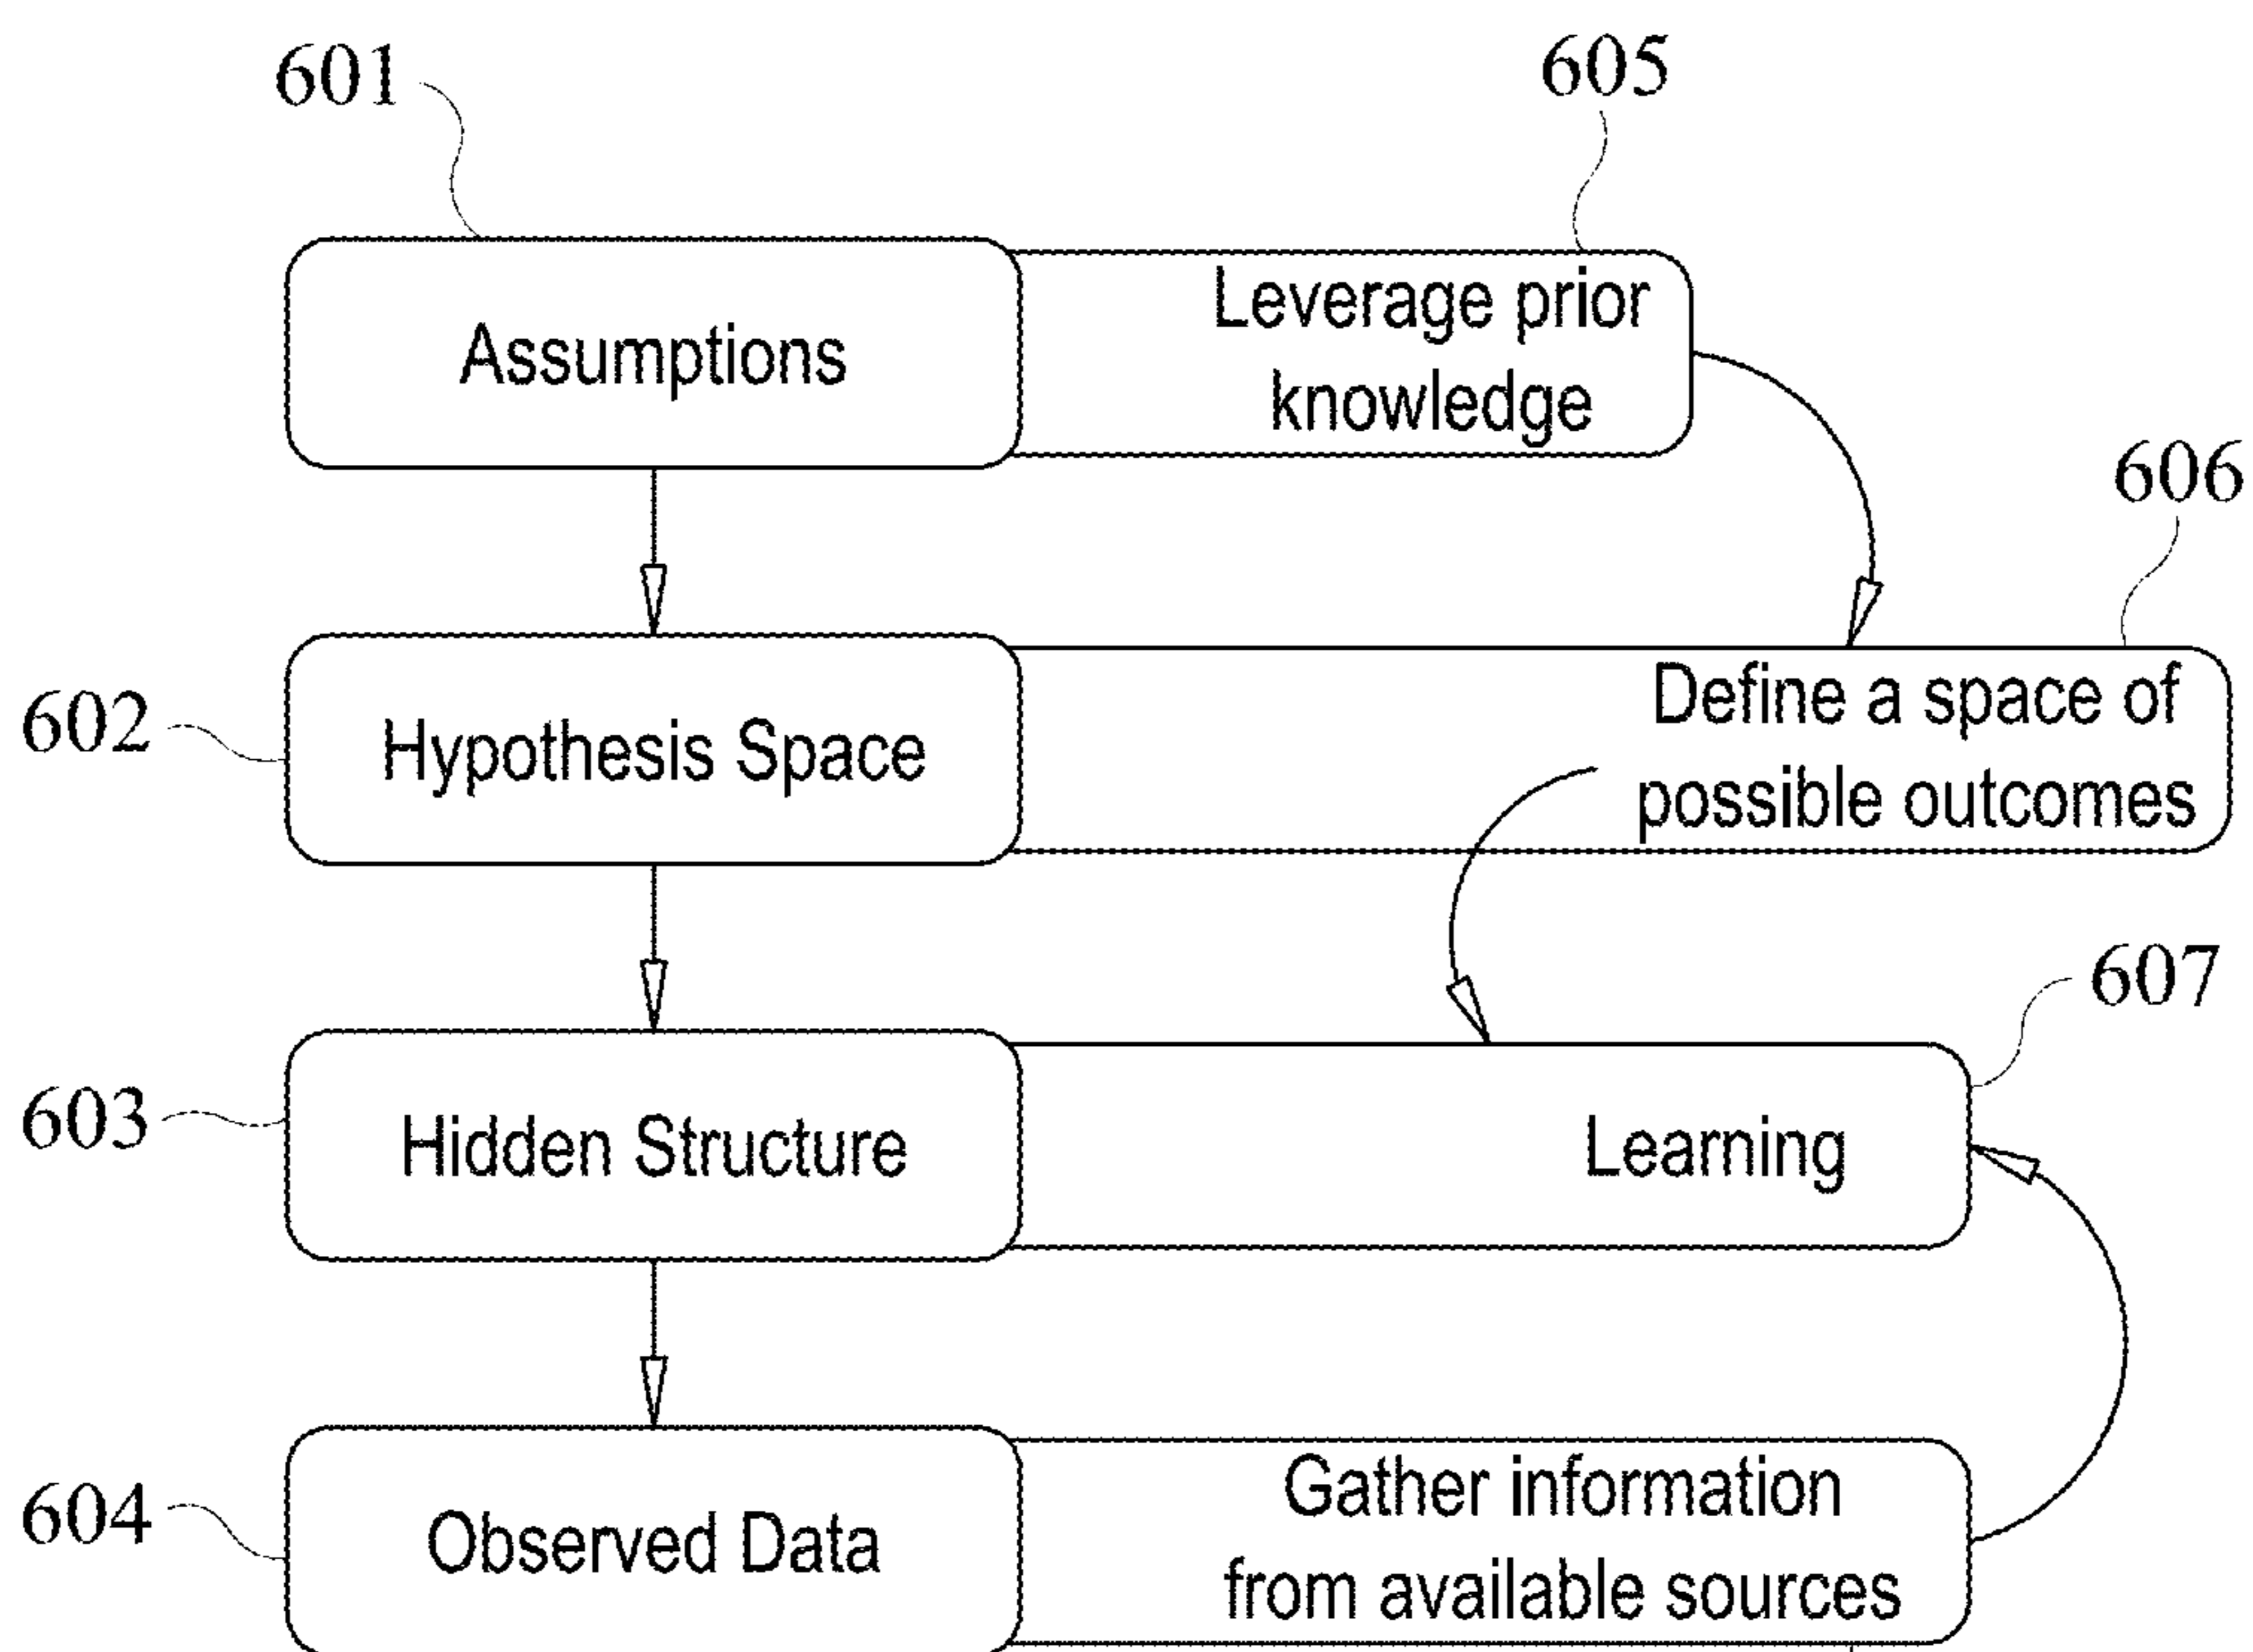 601
605
Assumptions
Leverage prior
knowledge
606
602
Hypothesis Space
Define a space of
possible outcomes
607
603
Hidden Structure
Learning
604
Observed Data
Gather information
from available sources